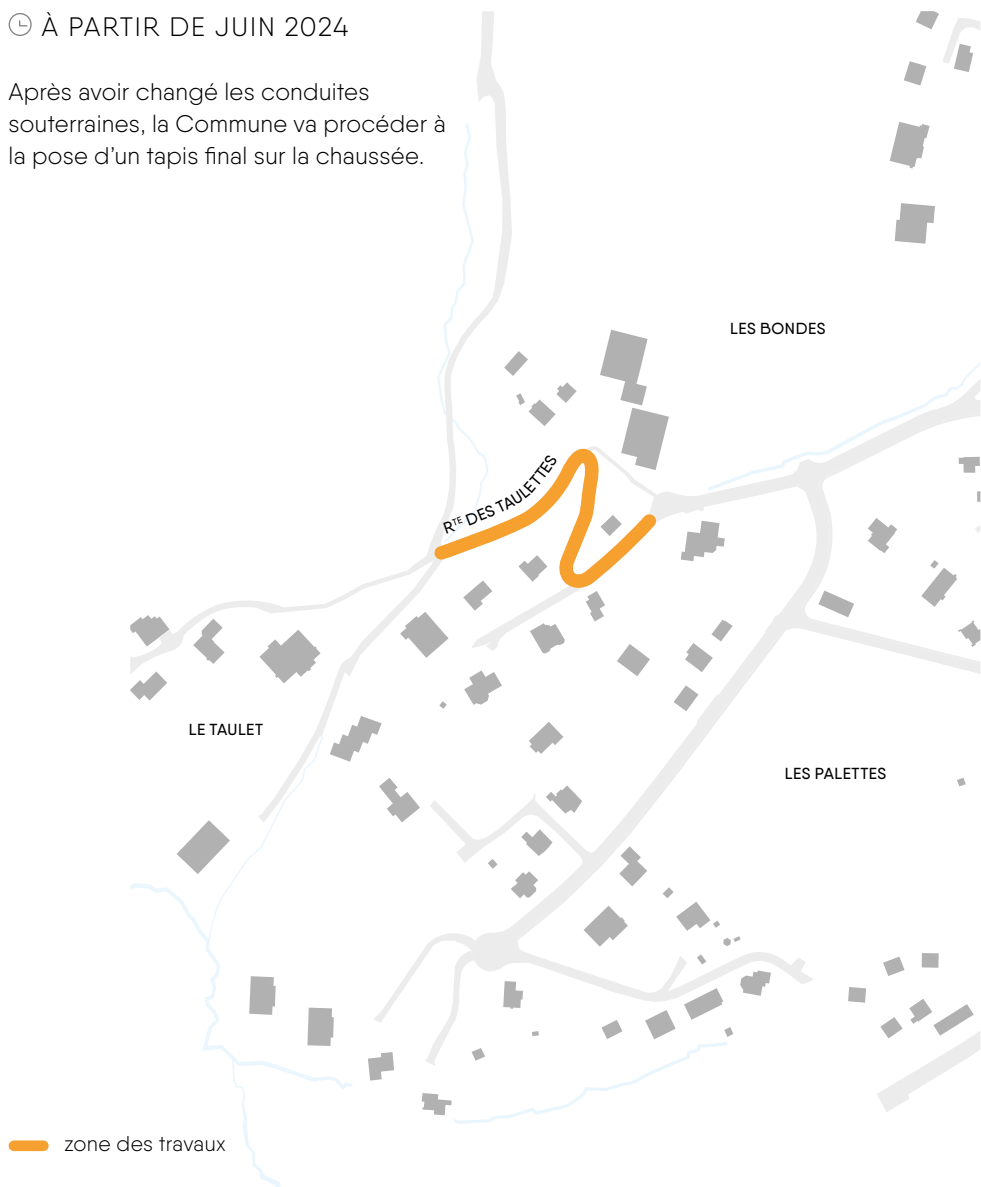 À PARTIR DE JUIN 2024
Après avoir changé les conduites
souterraines, la Commune va procéder à
la pose d’un tapis final sur la chaussée.
LES BONDES
RTE DES TAULETTES
LE TAULET
LES PALETTES
zone des travaux